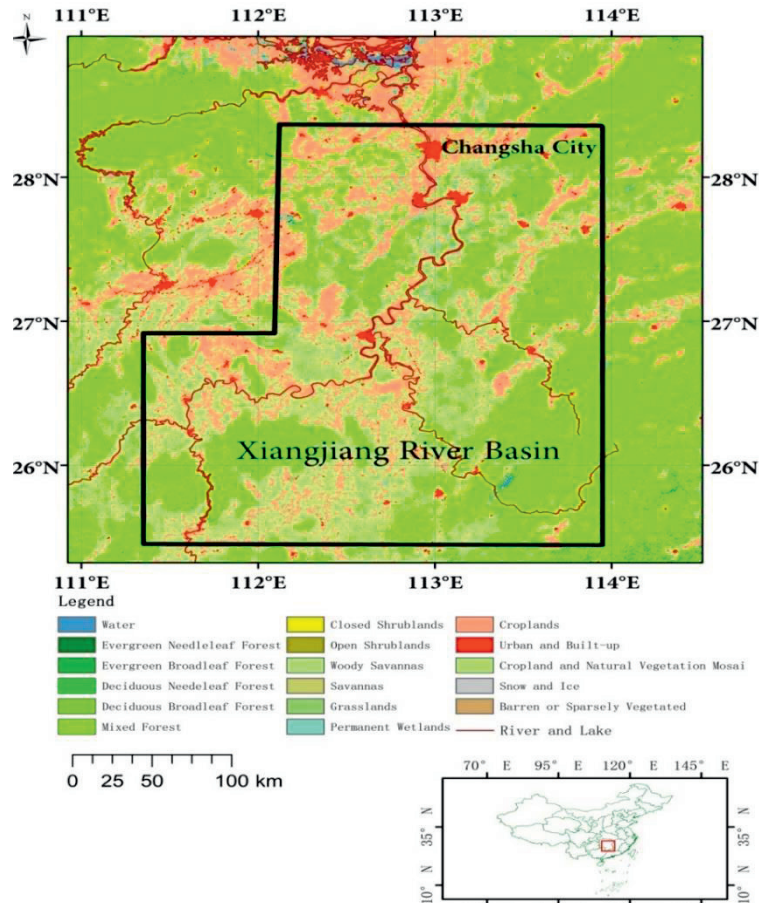 111°E 112°E 113°E 114°E
N
Changsha City
28°N 28°N
27°N 27°N
26°N 26°N
Xiangjiang River Basin
111°E 112°E 113°E 114°E
Legend
Water
Evergreen Needleleaf Forest
Evergreen Broadleaf Forest
Deciduous Needeleaf Forest
Deciduous Broadleaf Forest
Mixed Forest
Closed Shrublands
Open Shrublands
Woody Savannas
Savannas
Grasslands
Permanent Wetlands
Croplands
Urban and Built-up
Cropland and Natural Vegetation Mosai
Snow and Ice
Barren or Sparsely Vegetated
River and Lake
0 25 50 100 km
70° E 95° E 120° E 145° E
35° N 35° N
10° N 10° N
70° E 95° E 120° E 145° E